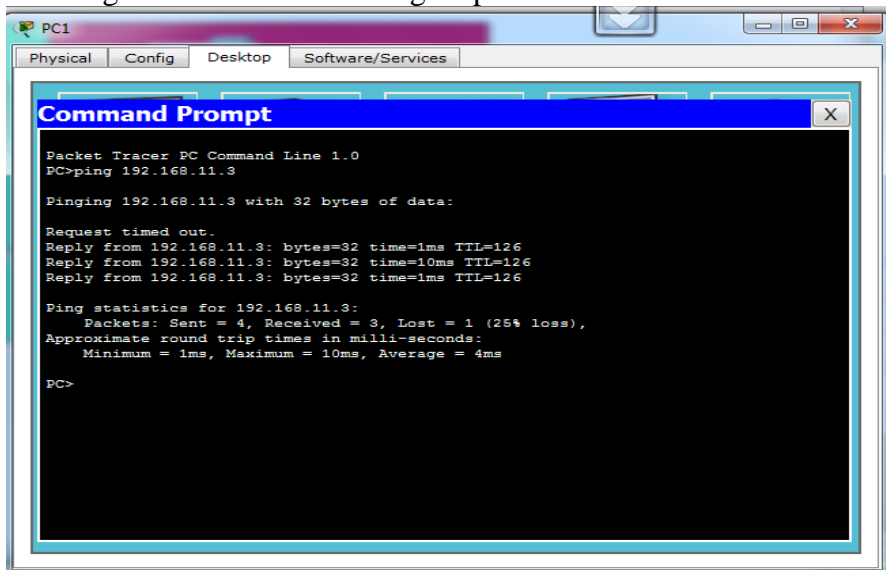 PC1
Physical Config Desktop Software/Services
Command Prompt X
Packet Tracer PC Command Line 1.0
PC>ping 192.168.11.3
Pinging 192.168.11.3 with 32 bytes of data:
Request timed out.
Reply from 192.168.11.3: bytes=32 time=1ms TTL=126
Reply from 192.168.11.3: bytes=32 time=10ms TTL=126
Reply from 192.168.11.3: bytes=32 time=1ms TTL=126
Ping statistics for 192.168.11.3:
Packets: Sent = 4, Received = 3, Lost = 1 (25% loss),
Approximate round trip times in milli-seconds:
Minimum = 1ms, Maximum = 10ms, Average = 4ms
PC>